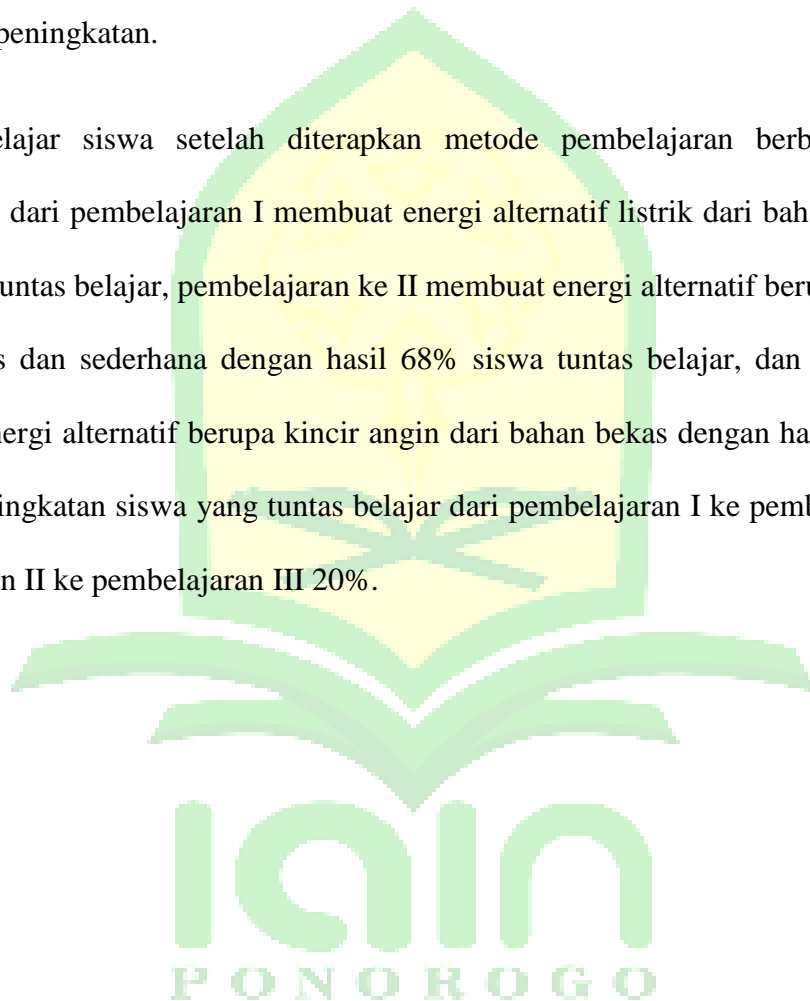 peningkatan.
elajar siswa setelah diterapkan metode pembelajaran berb
dari pembelajaran I membuat energi alternatif listrik dari bah
untas belajar, pembelajaran ke II membuat energi alternatif beru
s dan sederhana dengan hasil 68% siswa tuntas belajar, dan
nergi alternatif berupa kincir angin dari bahan bekas dengan ha
ingkatan siswa yang tuntas belajar dari pembelajaran I ke pemb
n II ke pembelajaran III 20%.
iain
PONOROGO